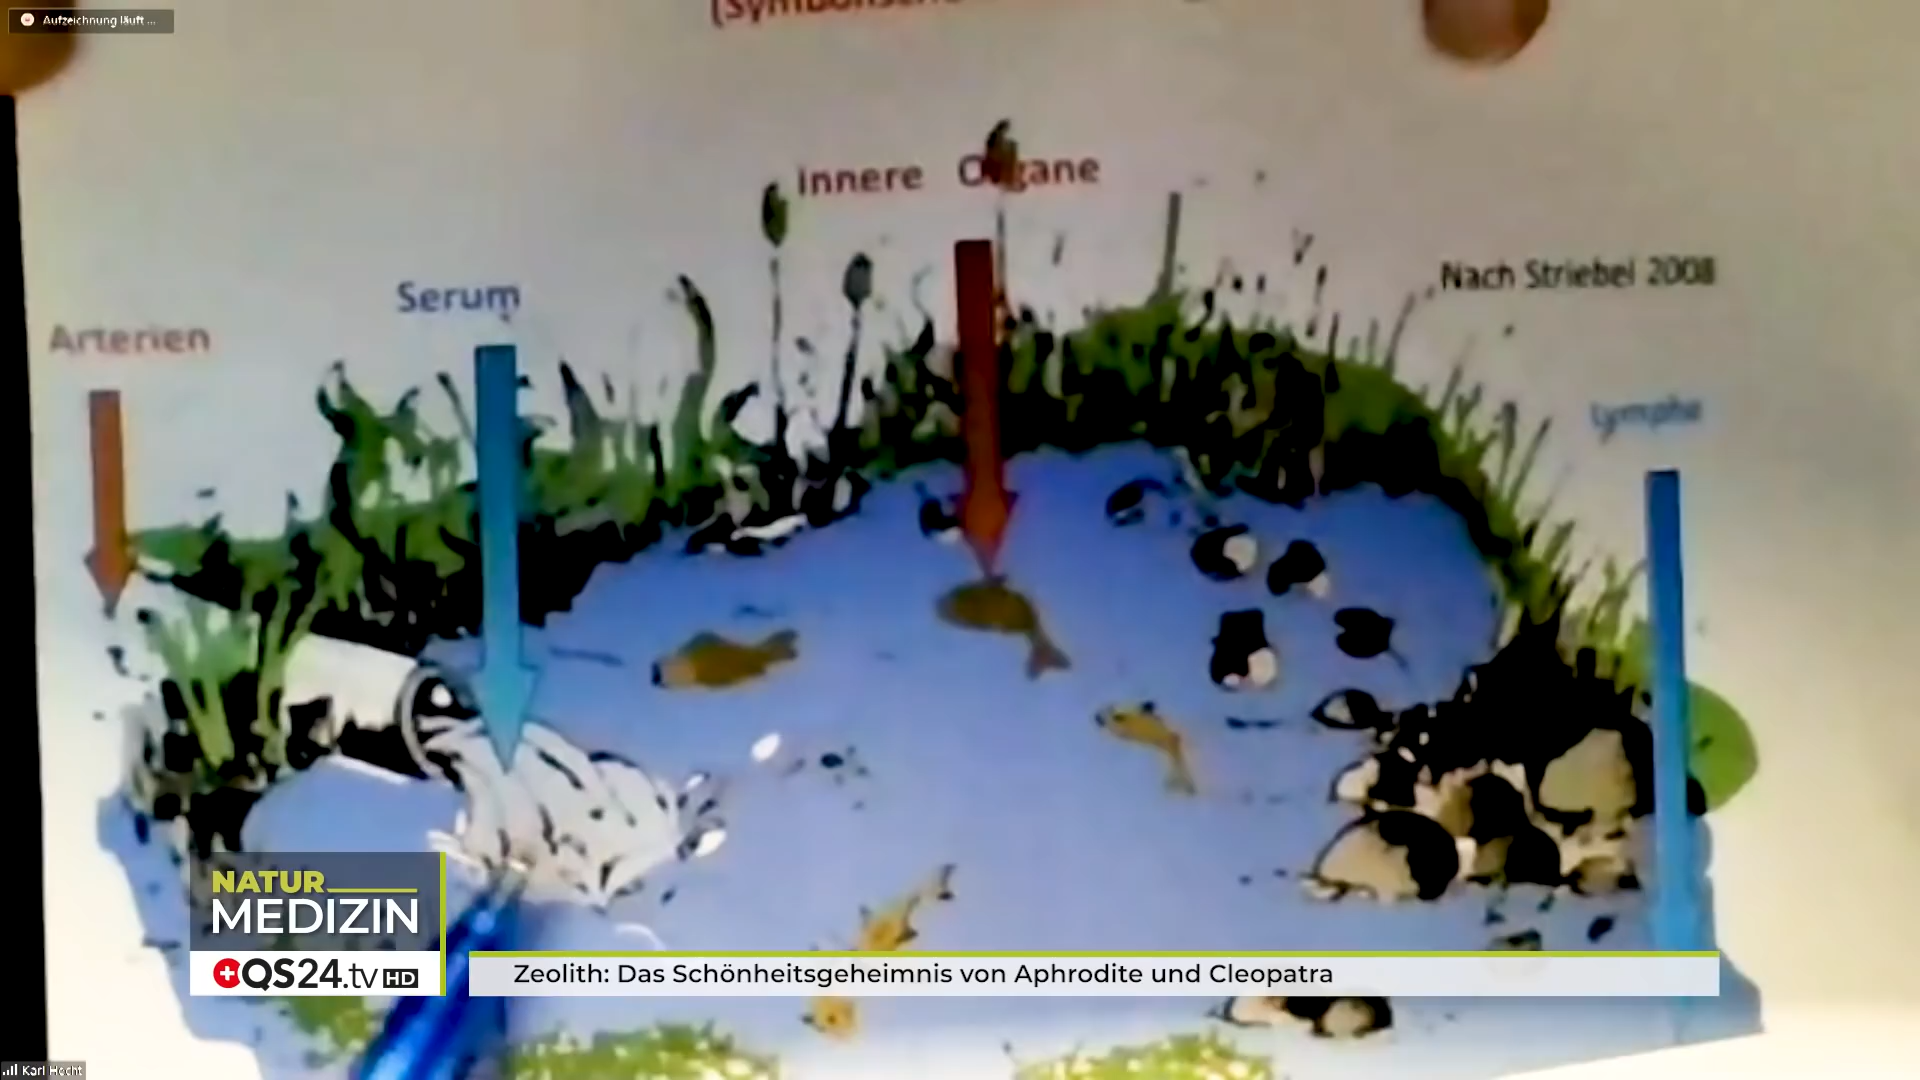 Aufzeichnung läuft ...
innere Organe
Nach Striebel 2008
Serum
Arterien
Lymphe
NATUR
MEDIZIN
QS24.tv HD
Zeolith: Das Schönheitsgeheimnis von Aphrodite und Cleopatra
Karl Hecht